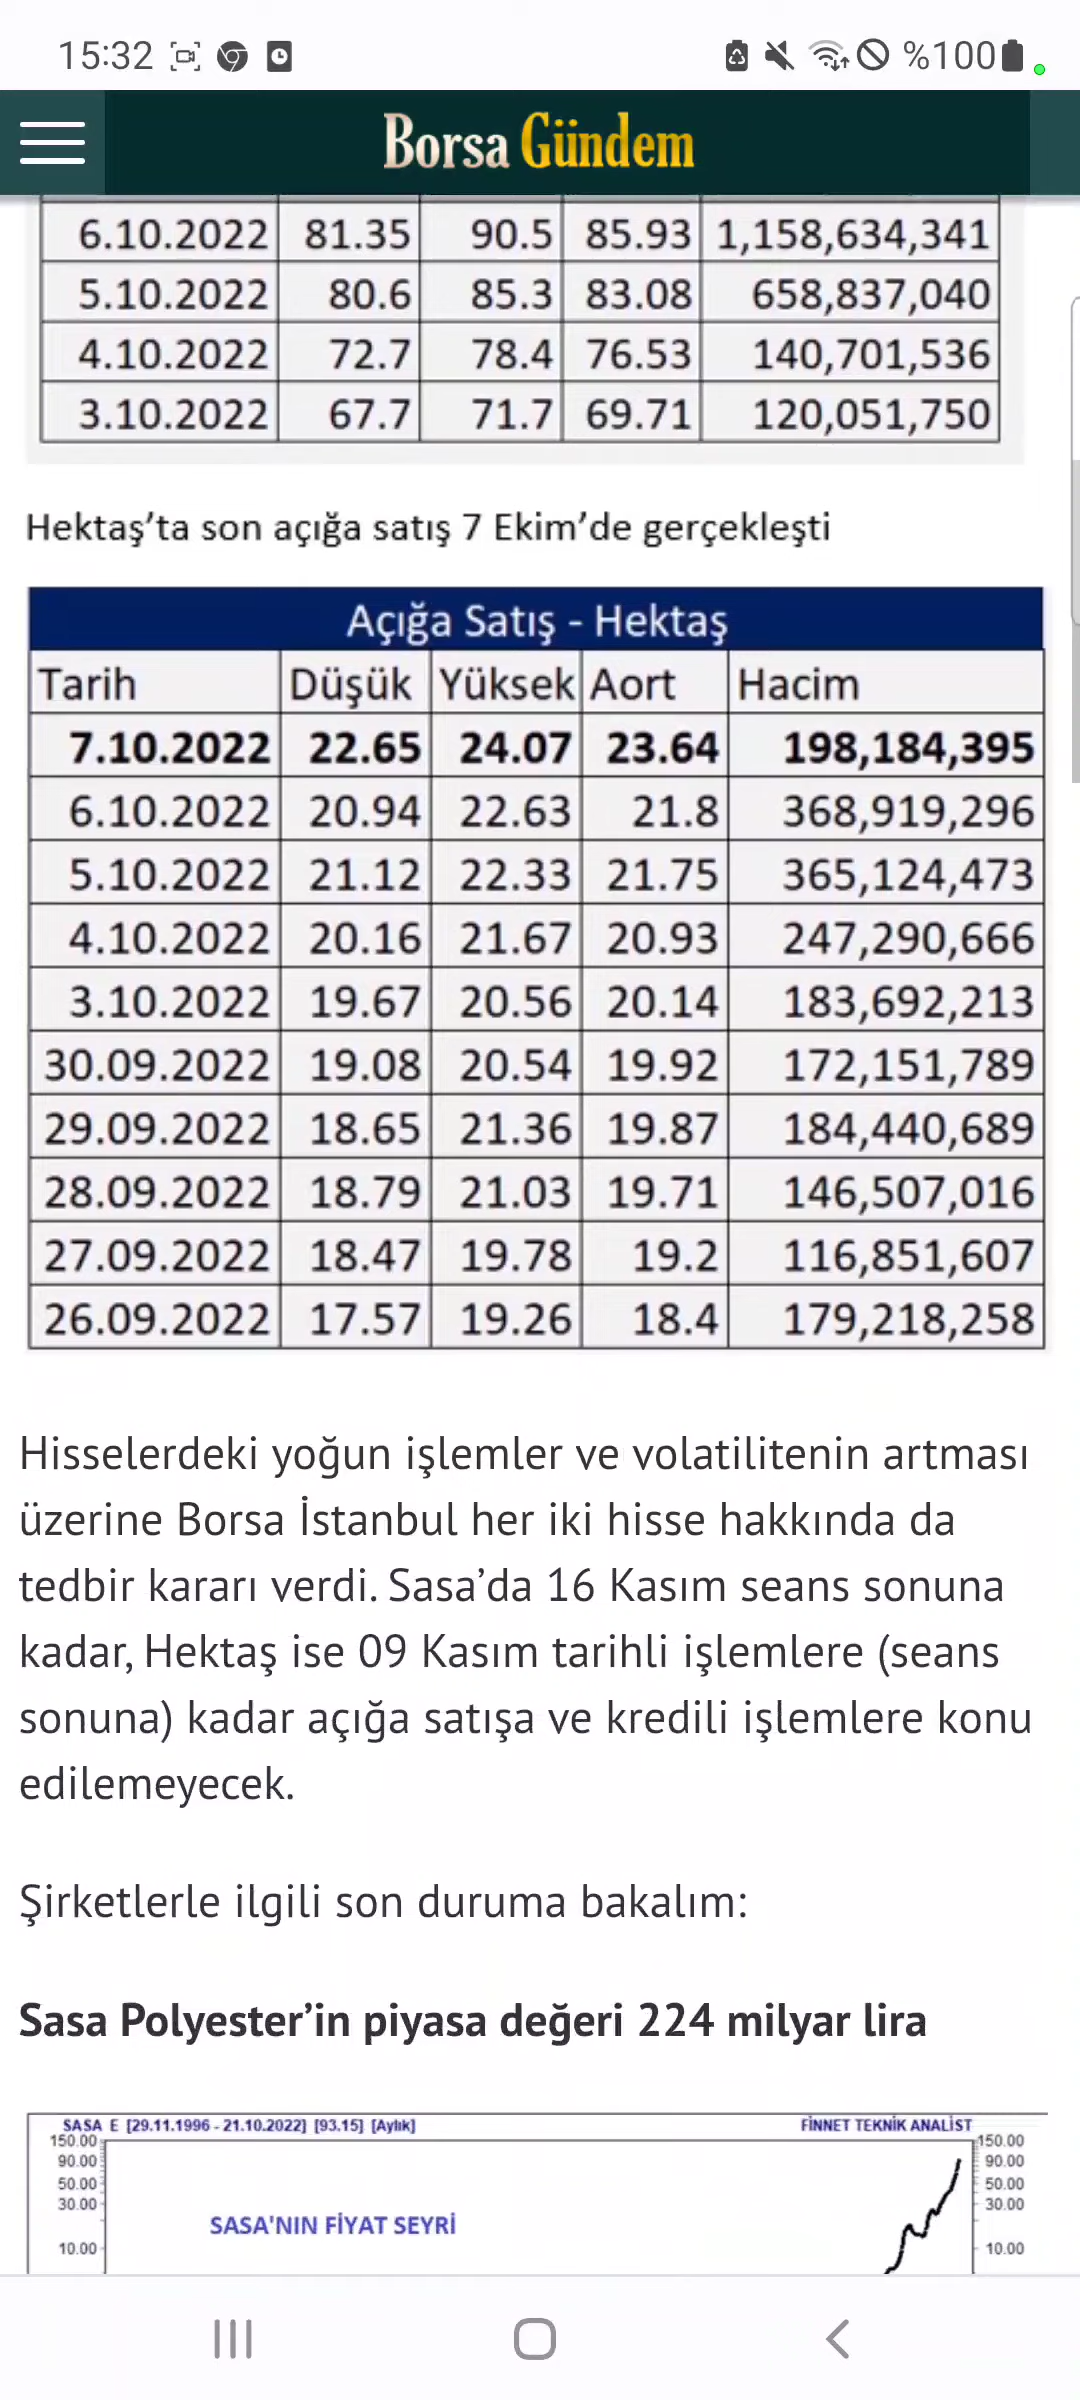 15:32 %100
Borsa Gündem
6.10.2022 81.35 90.5 85.93 1,158,634,341
5.10.2022 80.6 85.3 83.08 658,837,040
4.10.2022 72.7 78.4 76.53 140,701,536
3.10.2022 67.7 71.7 69.71 120,051,750
Hektaş’ta son açığa satış 7 Ekim’de gerçekleşti
Açığa Satış - Hektaş
Tarih Düşük Yüksek Aort Hacim
7.10.2022 22.65 24.07 23.64 198,184,395
6.10.2022 20.94 22.63 21.8 368,919,296
5.10.2022 21.12 22.33 21.75 365,124,473
4.10.2022 20.16 21.67 20.93 247,290,666
3.10.2022 19.67 20.56 20.14 183,692,213
30.09.2022 19.08 20.54 19.92 172,151,789
29.09.2022 18.65 21.36 19.87 184,440,689
28.09.2022 18.79 21.03 19.71 146,507,016
27.09.2022 18.47 19.78 19.2 116,851,607
26.09.2022 17.57 19.26 18.4 179,218,258
Hisselerdeki yoğun işlemler ve volatilitenin artması
üzerine Borsa İstanbul her iki hisse hakkında da
tedbir kararı verdi. Sasa’da 16 Kasım seans sonuna
kadar, Hektaş ise 09 Kasım tarihli işlemlere (seans
sonuna) kadar açığa satışa ve kredili işlemlere konu
edilemeyecek.
Şirketlerle ilgili son duruma bakalım:
Sasa Polyester’in piyasa değeri 224 milyar lira
SASA E [29.11.1996 - 21.10.2022] [93.15] [Aylık] FİNNET TEKNİK ANALİST
150.00 150.00
90.00 90.00
50.00 50.00
30.00 30.00
SASA'NIN FİYAT SEYRİ
10.00 10.00